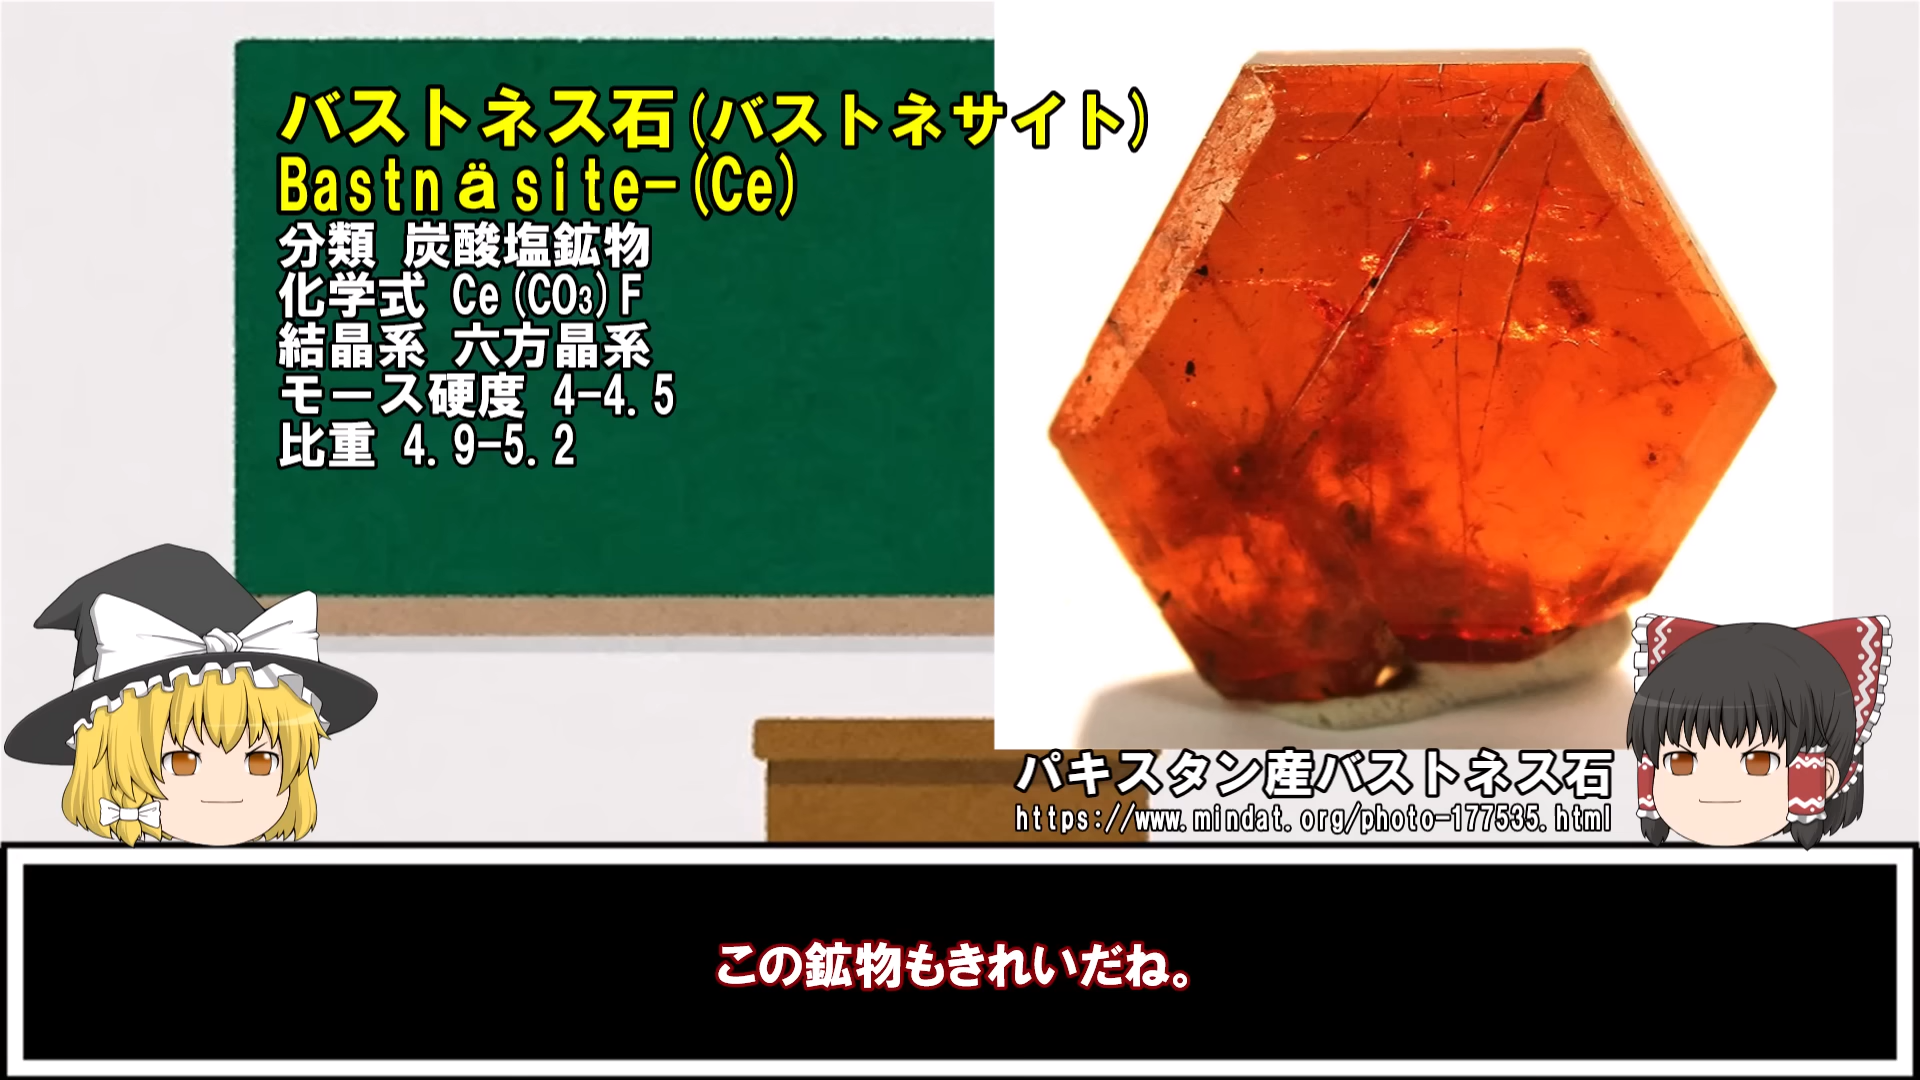 バストネス石(バストネサイト)
Bastnäsite-(Ce)
分類 炭酸塩鉱物
化学式 Ce(CO₃)F
結晶系 六方晶系
モース硬度 4-4.5
比重 4.9-5.2
パキスタン産バストネス石
https://www.mindat.org/photo-177535.html
この鉱物もきれいだね。